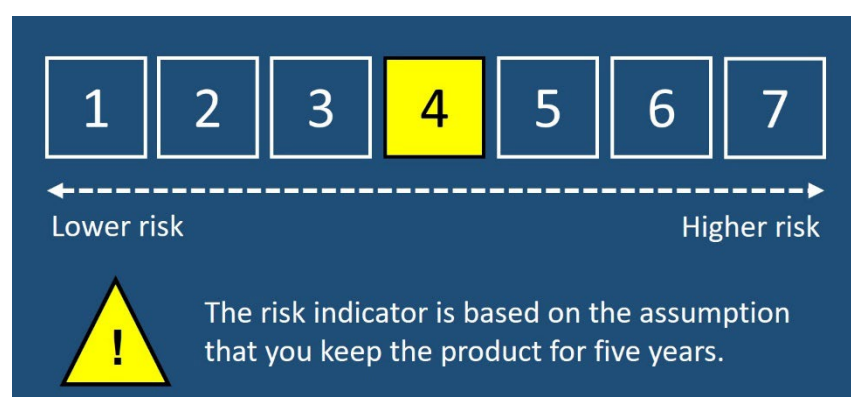 1 2 3 4 5 6 7
Lower risk Higher risk
! The risk indicator is based on the assumption
that you keep the product for five years.